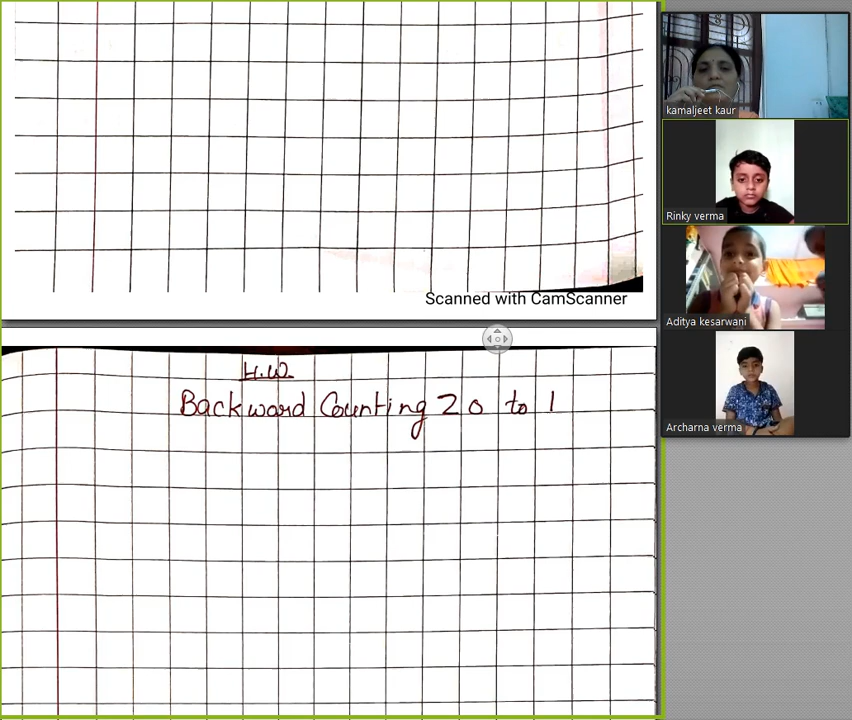 Scanned with CamScanner
H.W
Backward Counting 20 to 1
kamaljeet kaur
Rinky verma
Aditya kesarwani
Archarna verma